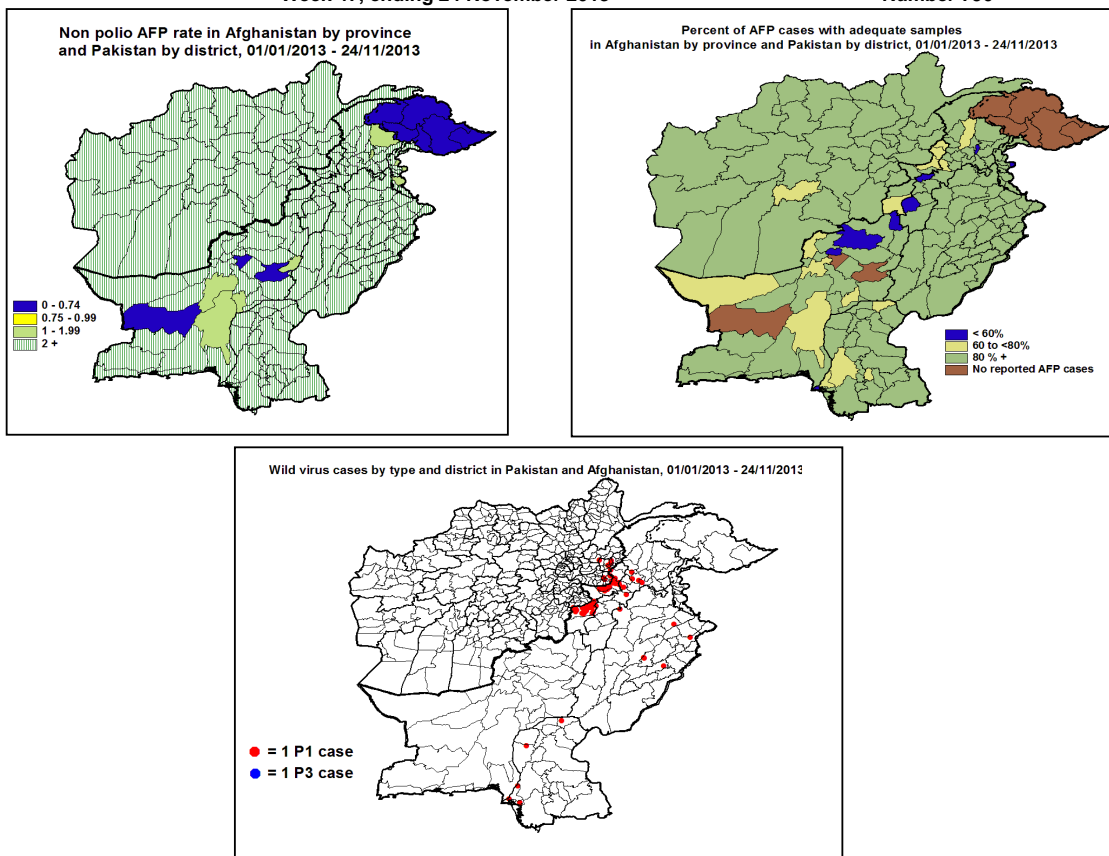 Non polio AFP rate in Afghanistan by province
and Pakistan by district, 01/01/2013 - 24/11/2013
0 - 0.74
0.75 - 0.99
1 - 1.99
2 +
Percent of AFP cases with adequate samples
in Afghanistan by province and Pakistan by district, 01/01/2013 - 24/11/2013
< 60%
60 to <80%
80 % +
No reported AFP cases
Wild virus cases by type and district in Pakistan and Afghanistan, 01/01/2013 - 24/11/2013
= 1 P1 case
= 1 P3 case